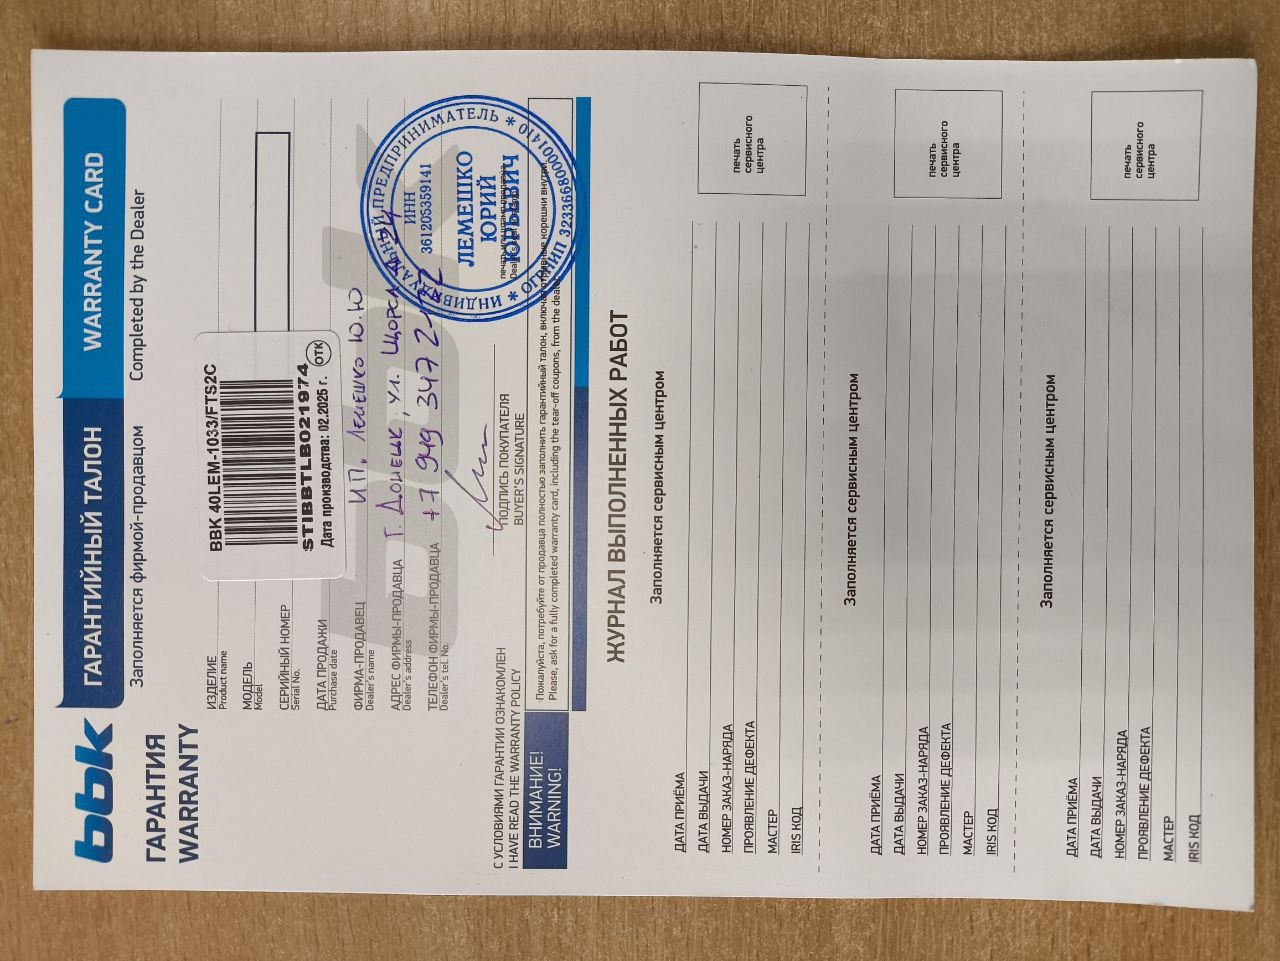 bbk
ГАРАНТИЙНЫЙ ТАЛОН WARRANTY CARD
ГАРАНТИЯ
WARRANTY
Заполняется фирмой-продавцом Completed by the Dealer
ИЗДЕЛИЕ
Product name
BBK 40LEM-1033/FTS2C
МОДЕЛЬ
Model
СЕРИЙНЫЙ НОМЕР
Serial No.
STIBBTLB021974
Дата производства: 02.2025 г.
ОТК
ДАТА ПРОДАЖИ
Purchase date
ФИРМА-ПРОДАВЕЦ
Dealer's name
ИП. Лемешко Ю.Ю
АДРЕС ФИРМЫ-ПРОДАВЦА
Dealer's address
г. Донецк, ул. Щорса
ТЕЛЕФОН ФИРМЫ-ПРОДАВЦА
Dealer's tel. No.
+7 949 347 2
ИНДИВИДУАЛЬНЫЙ ПРЕДПРИНИМАТЕЛЬ
ОГРНИП 323366800001410
ИНН
361205359141
ЛЕМЕШКО
ЮРИЙ
ЮРЬЕВИЧ
С УСЛОВИЯМИ ГАРАНТИИ ОЗНАКОМЛЕН
I HAVE READ THE WARRANTY POLICY
ПОДПИСЬ ПОКУПАТЕЛЯ
BUYER'S SIGNATURE
ВНИМАНИЕ!
WARNING!
Пожалуйста, потребуйте от продавца полностью заполнить гарантийный талон, включая отрывные корешки внутри.
Please, ask for a fully completed warranty card, including the tear-off coupons, from the dealer.
ЖУРНАЛ ВЫПОЛНЕННЫХ РАБОТ
Заполняется сервисным центром
ДАТА ПРИЁМА
ДАТА ВЫДАЧИ
НОМЕР ЗАКАЗ-НАРЯДА
ПРОЯВЛЕНИЕ ДЕФЕКТА
МАСТЕР
IRIS КОД
печать
сервисного
центра
Заполняется сервисным центром
ДАТА ПРИЁМА
ДАТА ВЫДАЧИ
НОМЕР ЗАКАЗ-НАРЯДА
ПРОЯВЛЕНИЕ ДЕФЕКТА
МАСТЕР
IRIS КОД
печать
сервисного
центра
Заполняется сервисным центром
ДАТА ПРИЁМА
ДАТА ВЫДАЧИ
НОМЕР ЗАКАЗ-НАРЯДА
ПРОЯВЛЕНИЕ ДЕФЕКТА
МАСТЕР
IRIS КОД
печать
сервисного
центра